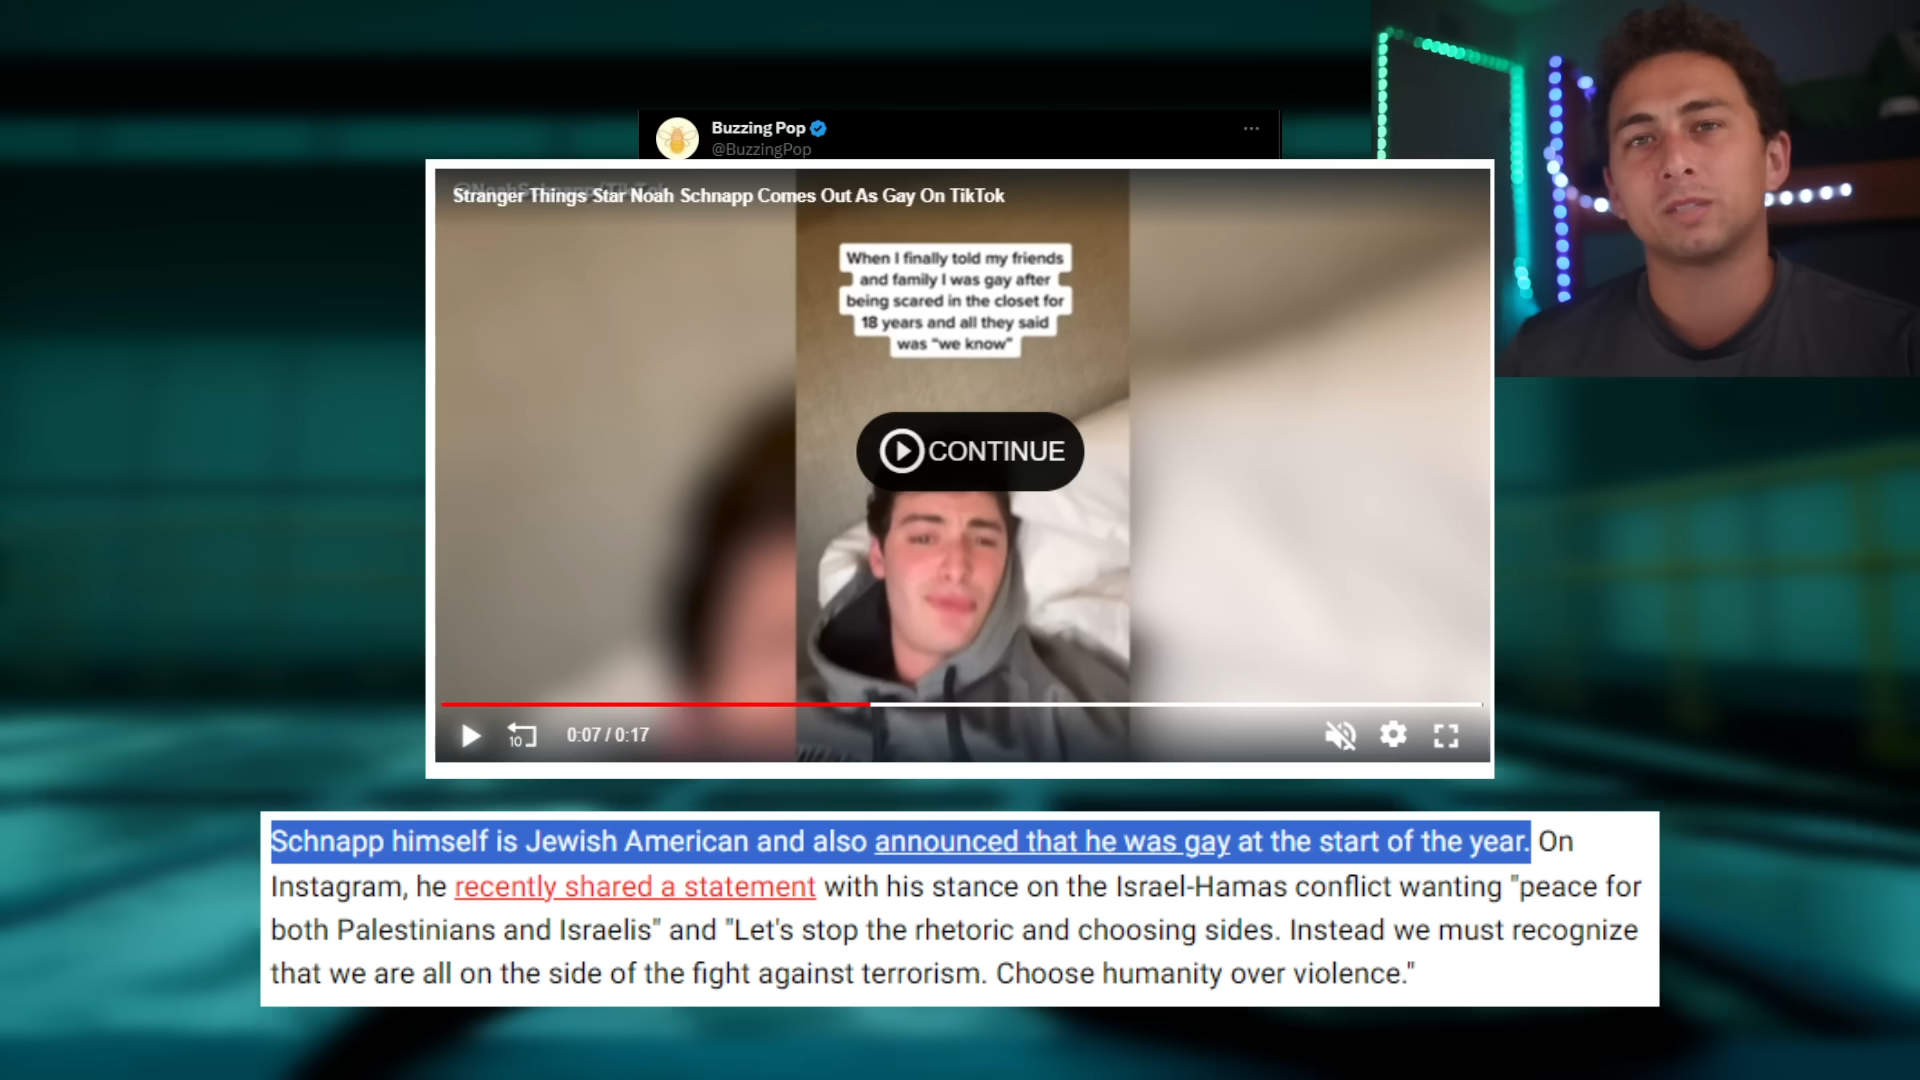 Buzzing Pop
@BuzzingPop
···
@NoahSchnapp/TikTok
Stranger Things Star Noah Schnapp Comes Out As Gay On TikTok
When I finally told my friends
and family I was gay after
being scared in the closet for
18 years and all they said
was "we know"
CONTINUE
10
0:07 / 0:17
Schnapp himself is Jewish American and also announced that he was gay at the start of the year. On
Instagram, he recently shared a statement with his stance on the Israel-Hamas conflict wanting "peace for
both Palestinians and Israelis" and "Let's stop the rhetoric and choosing sides. Instead we must recognize
that we are all on the side of the fight against terrorism. Choose humanity over violence."